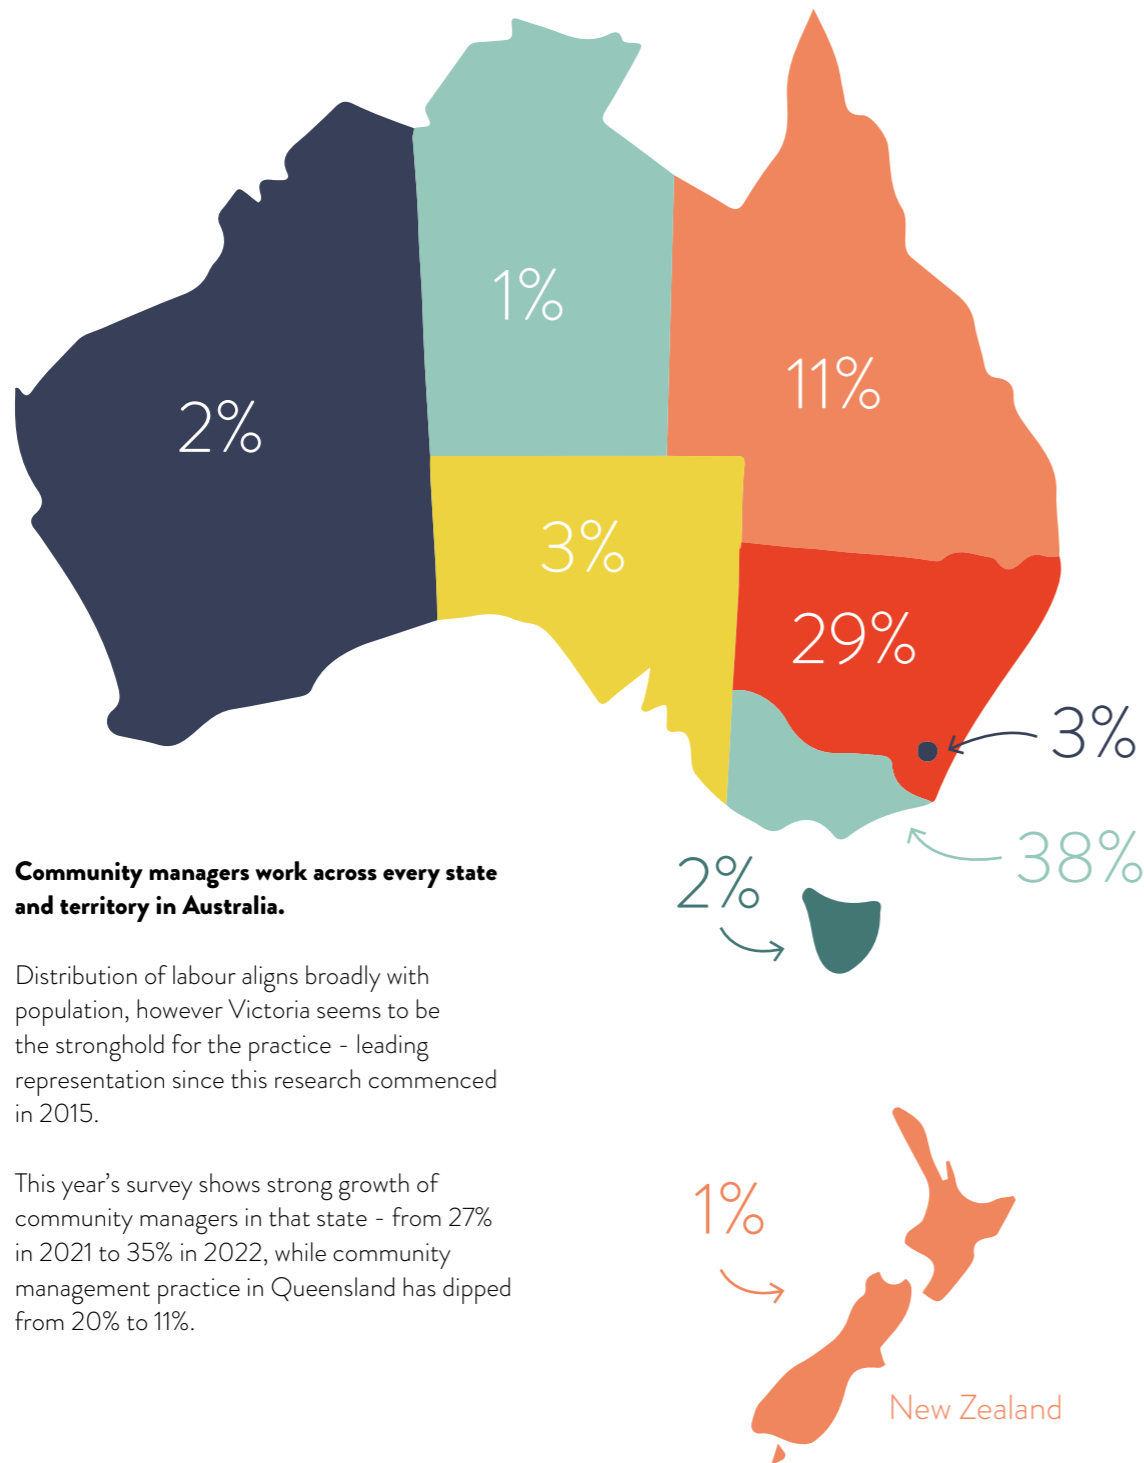 1%
11%
2%
3%
29%
3%
38%
2%
Community managers work across every state
and territory in Australia.
Distribution of labour aligns broadly with
population, however Victoria seems to be
the stronghold for the practice - leading
representation since this research commenced
in 2015.
This year's survey shows strong growth of
community managers in that state - from 27%
in 2021 to 35% in 2022, while community
management practice in Queensland has dipped
from 20% to 11%.
1%
New Zealand